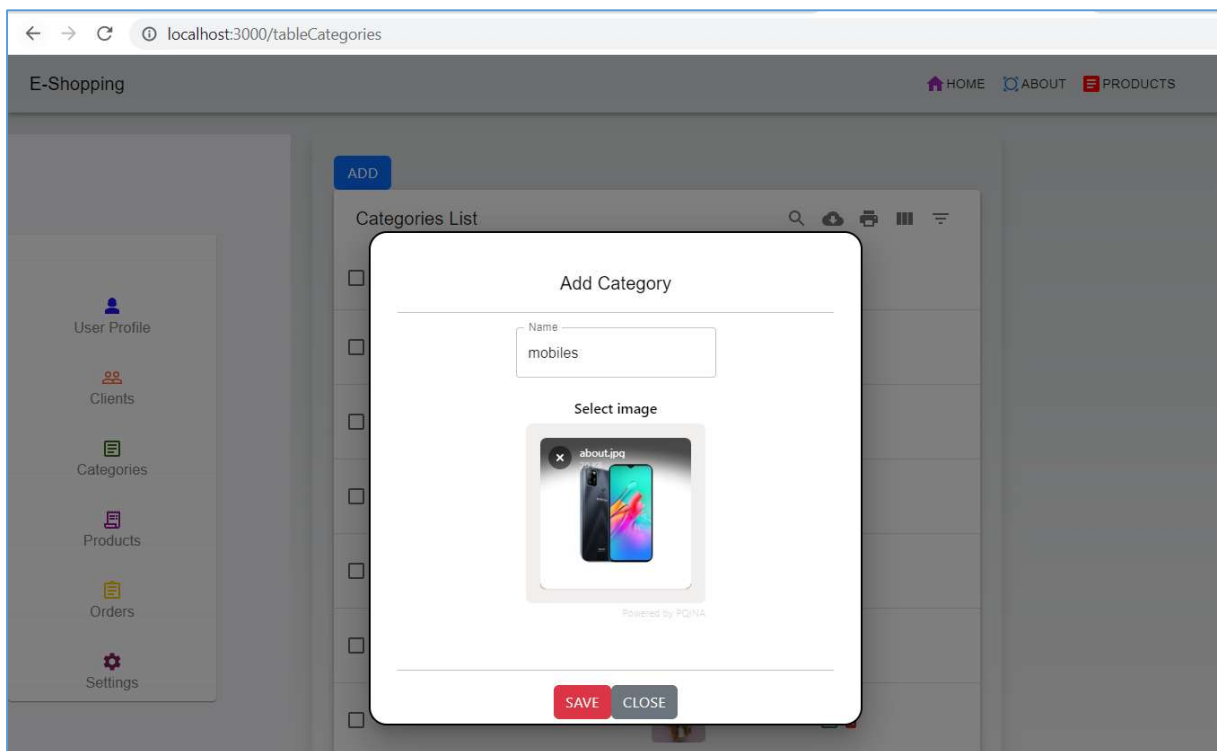 localhost:3000/tableCategories
E-Shopping
HOME ABOUT PRODUCTS
ADD
Categories List
Add Category
Name
mobiles
User Profile
Clients
Categories
Products
Orders
Settings
Select image
about.jpg
Powered by PQINA
SAVE CLOSE